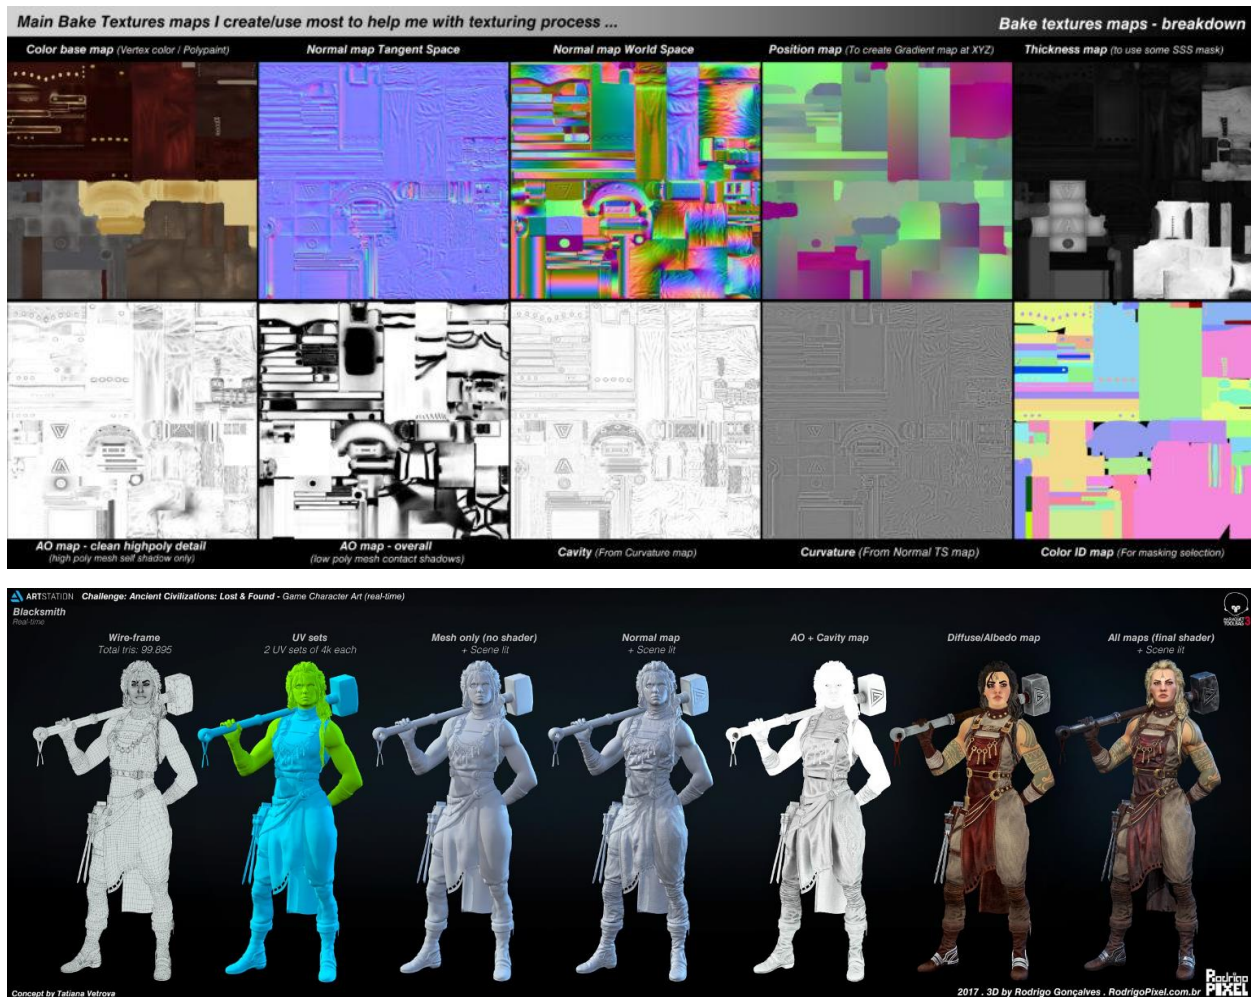 Main Bake Textures maps I create/use most to help me with texturing process ...
Bake textures maps - breakdown
Color base map (Vertex color / Polypaint)
Normal map Tangent Space
Normal map World Space
Position map (To create Gradient map at XYZ)
Thickness map (to use some SSS mask)
AO map - clean highpoly detail
(high poly mesh self shadow only)
AO map - overall
(low poly mesh contact shadows)
Cavity (From Curvature map)
Curvature (From Normal TS map)
Color ID map (For masking selection)
ARTSTATION Challenge: Ancient Civilizations: Lost & Found - Game Character Art (real-time)
Blacksmith
Real-time
Wire-frame
Total tris: 99.895
UV sets
2 UV sets of 4k each
Mesh only (no shader)
+ Scene lit
Normal map
+ Scene lit
AO + Cavity map
Diffuse/Albedo map
All maps (final shader)
+ Scene lit
Concept by Tatiana Vetrova
2017 . 3D by Rodrigo Gonçalves . RodrigoPixel.com.br
Rodrigo
PIXEL